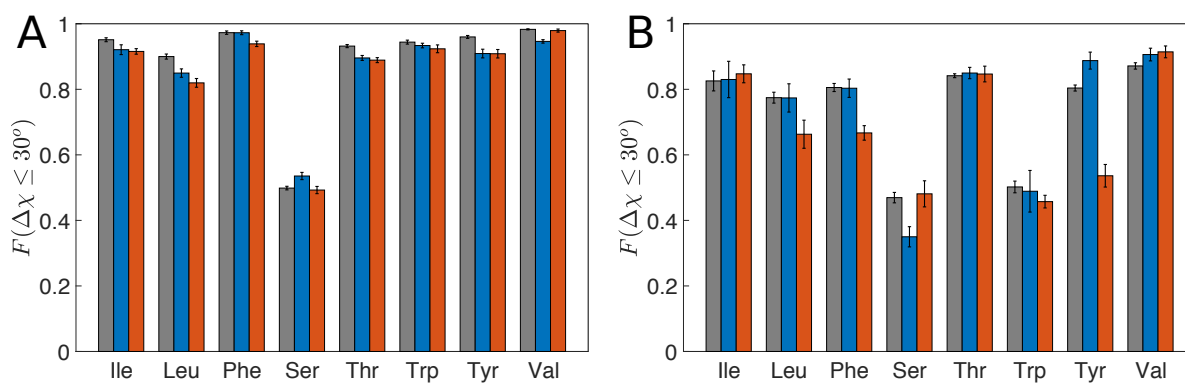 A
F(Δχ ≤ 30°)
1
0.8
0.6
0.4
0.2
0
Ile Leu Phe Ser Thr Trp Tyr Val
B
F(Δχ ≤ 30°)
1
0.8
0.6
0.4
0.2
0
Ile Leu Phe Ser Thr Trp Tyr Val